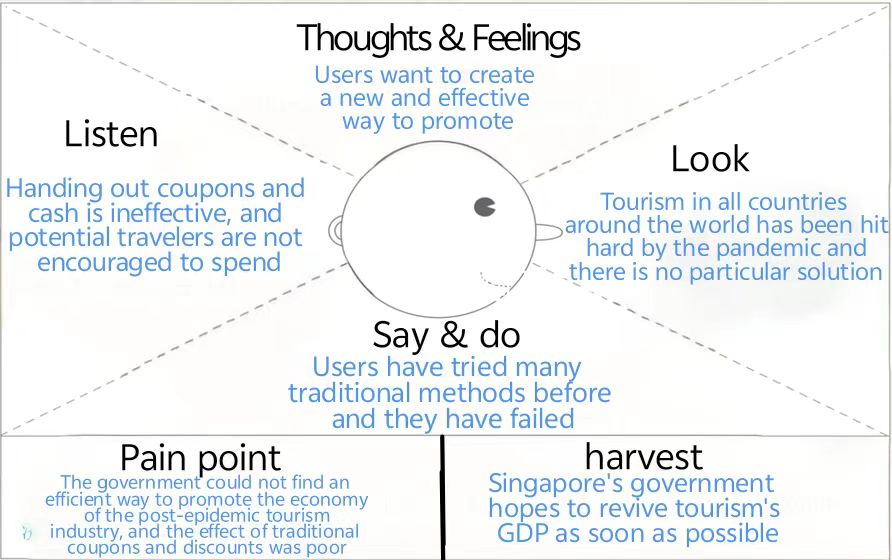 Thoughts & Feelings
Users want to create
a new and effective
way to promote
Listen
Handing out coupons and
cash is ineffective, and
potential travelers are not
encouraged to spend
Look
Tourism in all countries
around the world has been hit
hard by the pandemic and
there is no particular solution
Say & do
Users have tried many
traditional methods before
and they have failed
Pain point
The government could not find an
efficient way to promote the economy
of the post-epidemic tourism
industry, and the effect of traditional
coupons and discounts was poor
harvest
Singapore's government
hopes to revive tourism's
GDP as soon as possible